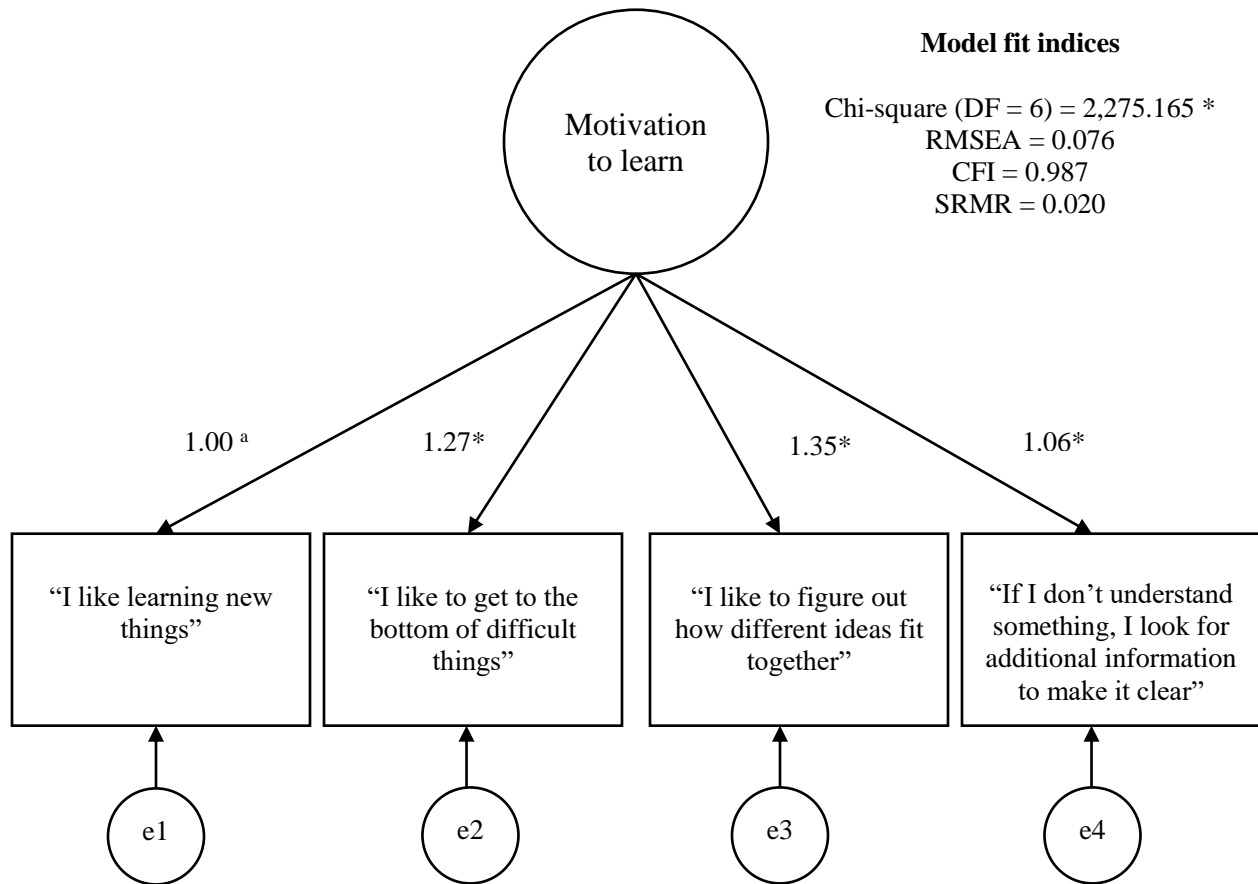 Model fit indices
Chi-square (DF = 6) = 2,275.165 *
RMSEA = 0.076
CFI = 0.987
SRMR = 0.020
Motivation
to learn
1.00 ᵃ
1.27*
1.35*
1.06*
“I like learning new
things”
“I like to get to the
bottom of difficult
things”
“I like to figure out
how different ideas fit
together”
“If I don’t understand
something, I look for
additional information
to make it clear”
e1
e2
e3
e4